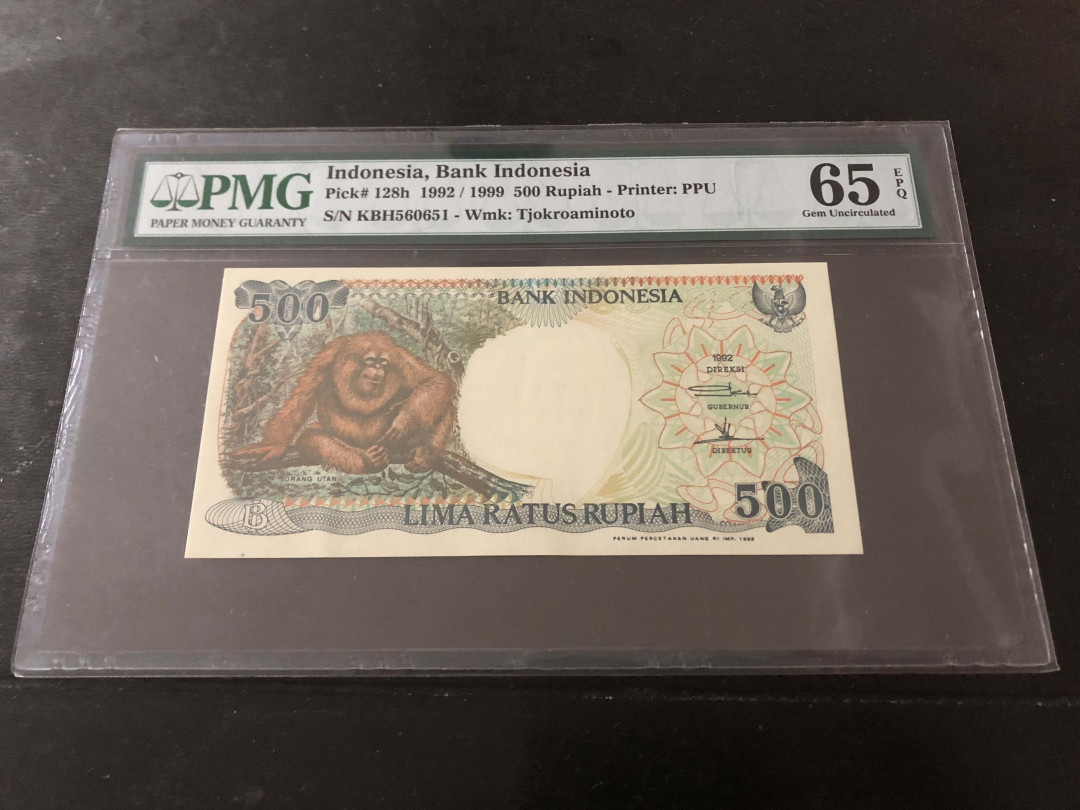 PMG
PAPER MONEY GUARANTY
Indonesia, Bank Indonesia
Pick# 128h 1992 / 1999 500 Rupiah - Printer: PPU
S/N KBH560651 - Wmk: Tjokroaminoto
65
EPQ
Gem Uncirculated
500
BANK INDONESIA
1992
DIREKSI
GUBERNUR
DIREKTUR
ORANG UTAN
B
LIMA RATUS RUPIAH
500
PERUM PERCETAKAN UANG RI IMP. 1999